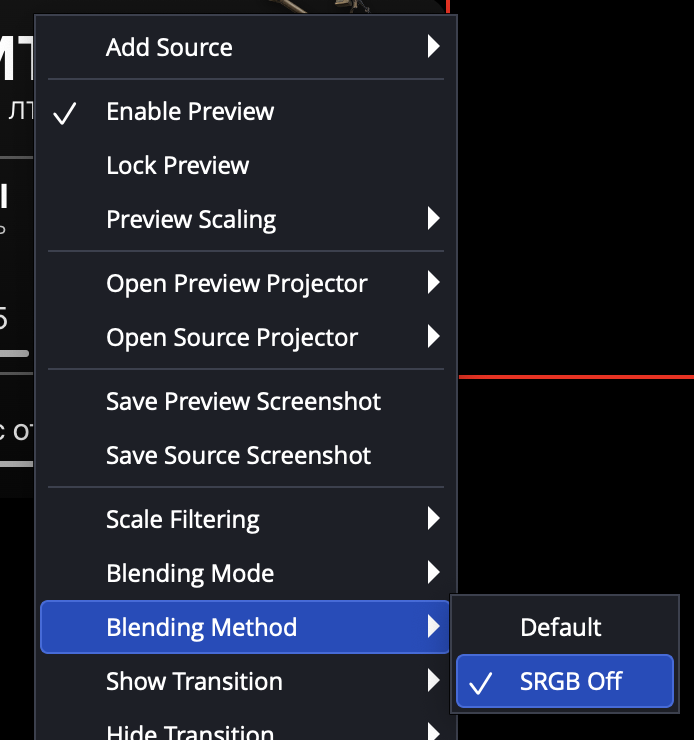 Add Source
Enable Preview
Lock Preview
Preview Scaling
Open Preview Projector
Open Source Projector
Save Preview Screenshot
Save Source Screenshot
Scale Filtering
Blending Mode
Blending Method
Default
SRGB Off
Show Transition
Hide Transition